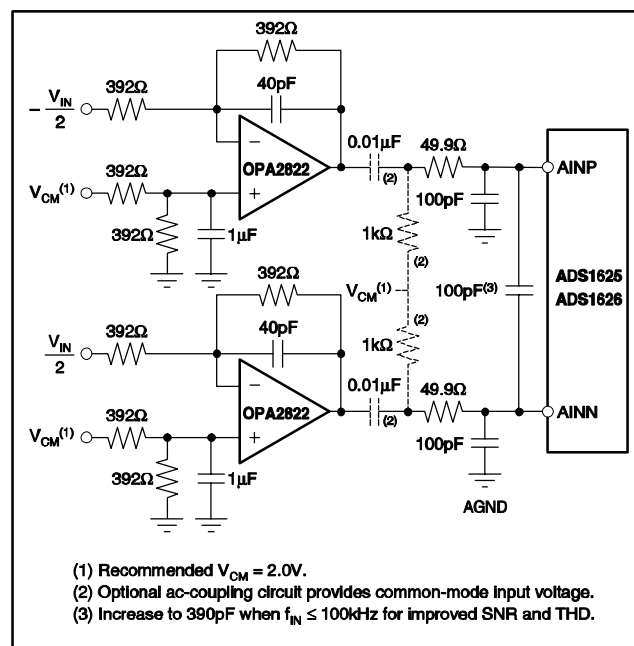 392Ω
392Ω
40pF
− V_IN/2
OPA2822
0.01µF
49.9Ω
(2)
AINP
392Ω
V_CM(1)
392Ω
1µF
100pF
1kΩ
(2)
392Ω
V_CM(1)
100pF(3)
ADS1625
ADS1626
392Ω
40pF
V_IN/2
(2)
1kΩ
OPA2822
0.01µF
49.9Ω
(2)
AINN
392Ω
V_CM(1)
392Ω
1µF
100pF
AGND
(1) Recommended V_CM = 2.0V.
(2) Optional ac-coupling circuit provides common-mode input voltage.
(3) Increase to 390pF when f_IN ≤ 100kHz for improved SNR and THD.